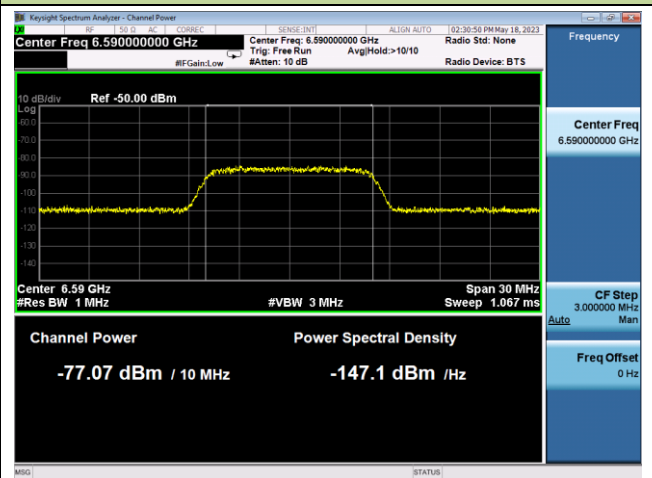 Keysight Spectrum Analyzer - Channel Power
RF 50 Ω AC CORREC SENSE:INT ALIGN AUTO 02:30:50 PM May 18, 2023
Center Freq 6.590000000 GHz
Center Freq: 6.590000000 GHz
Radio Std: None
Trig: Free Run Avg|Hold:>10/10
#IFGain:Low
#Atten: 10 dB
Radio Device: BTS
10 dB/div Ref -50.00 dBm
Log
-60.0
-70.0
-80.0
-90.0
-100
-110
-120
-130
-140
Center 6.59 GHz Span 30 MHz
#Res BW 1 MHz #VBW 3 MHz Sweep 1.067 ms
Channel Power Power Spectral Density
-77.07 dBm / 10 MHz -147.1 dBm /Hz
Frequency
Center Freq
6.590000000 GHz
CF Step
3.000000 MHz
Auto Man
Freq Offset
0 Hz
MSG STATUS